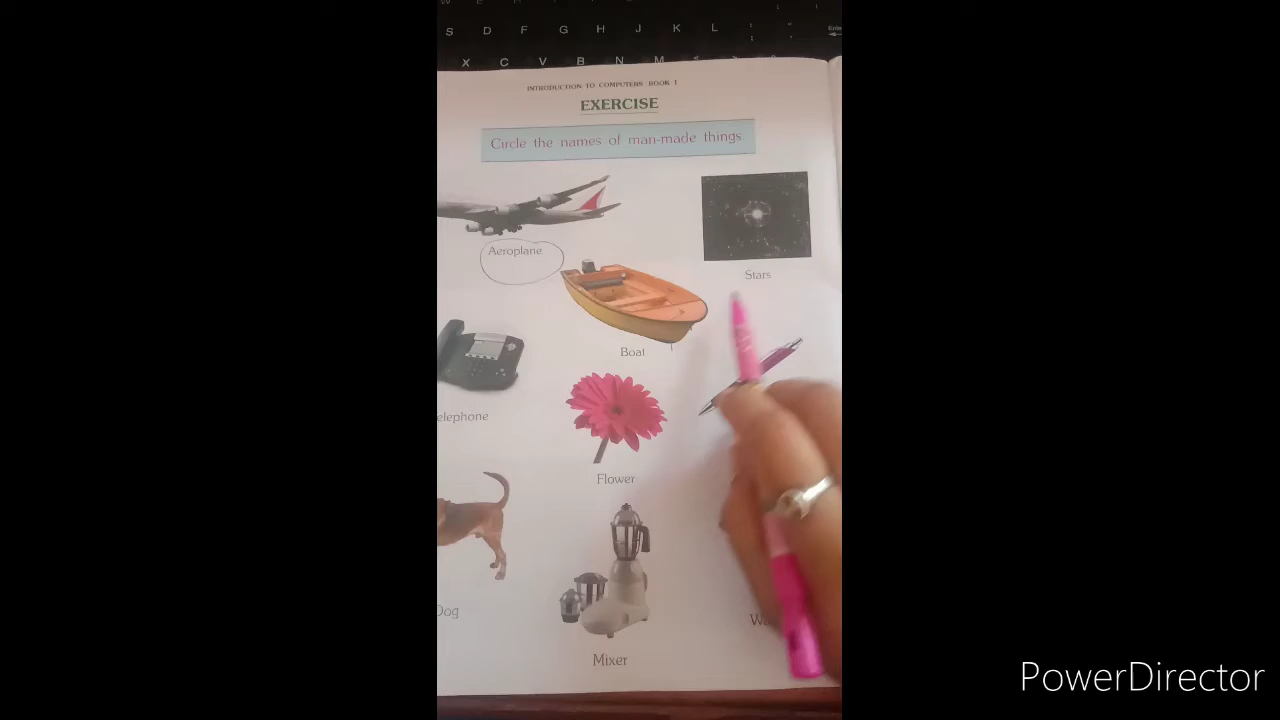 S D F G H J K L
X C V B N M
INTRODUCTION TO COMPUTERS BOOK 1
EXERCISE
Circle the names of man-made things
Aeroplane
Stars
Boat
elephone
Flower
Dog
Mixer
PowerDirector